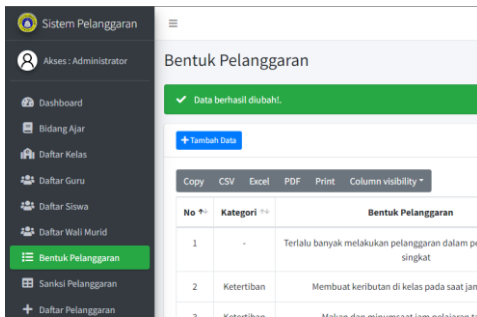 Sistem Pelanggaran
Akses : Administrator
Bentuk Pelanggaran
Data berhasil diubah!.
Dashboard
Bidang Ajar
Tambah Data
Daftar Kelas
Daftar Guru
Copy CSV Excel PDF Print Column visibility
Daftar Siswa
No Kategori Bentuk Pelanggaran
Daftar Wali Murid
1 - Terlalu banyak melakukan pelanggaran dalam
singkat
Bentuk Pelanggaran
Sanksi Pelanggaran
2 Ketertiban Membuat keributan di kelas pada saat
Daftar Pelanggaran